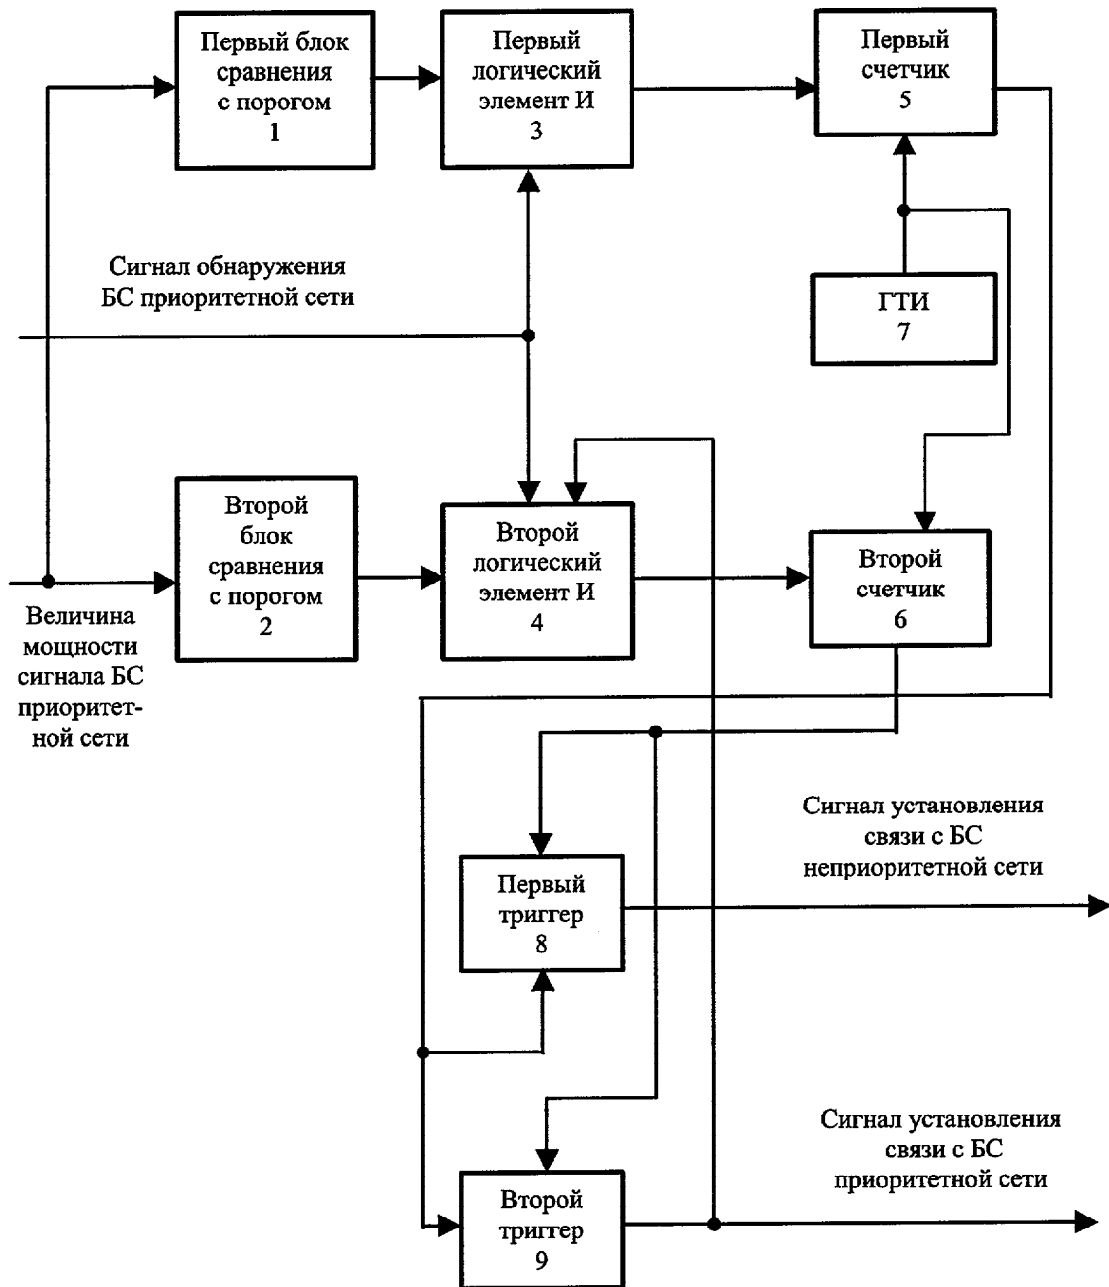 Первый блок
сравнения
с порогом
1
Первый
логический
элемент И
3
Первый
счетчик
5
Сигнал обнаружения
БС приоритетной сети
ГТИ
7
Второй
блок
сравнения
с порогом
2
Второй
логический
элемент И
4
Второй
счетчик
6
Величина
мощности
сигнала БС
приоритет-
ной сети
Сигнал установления
связи с БС
неприоритетной сети
Первый
триггер
8
Сигнал установления
связи с БС
приоритетной сети
Второй
триггер
9